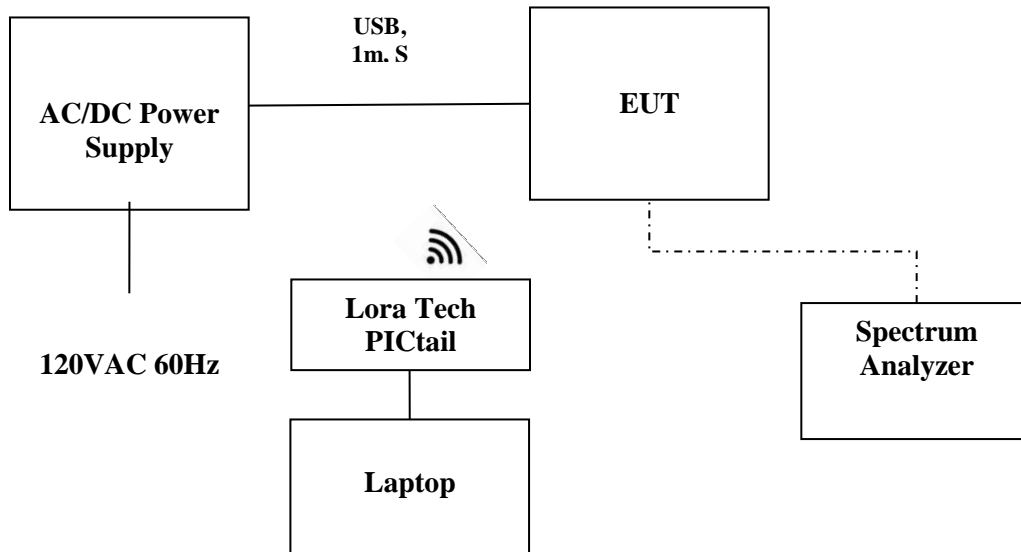 USB,
1m. S
AC/DC Power
Supply
EUT
Lora Tech
PICtail
120VAC 60Hz
Spectrum
Analyzer
Laptop